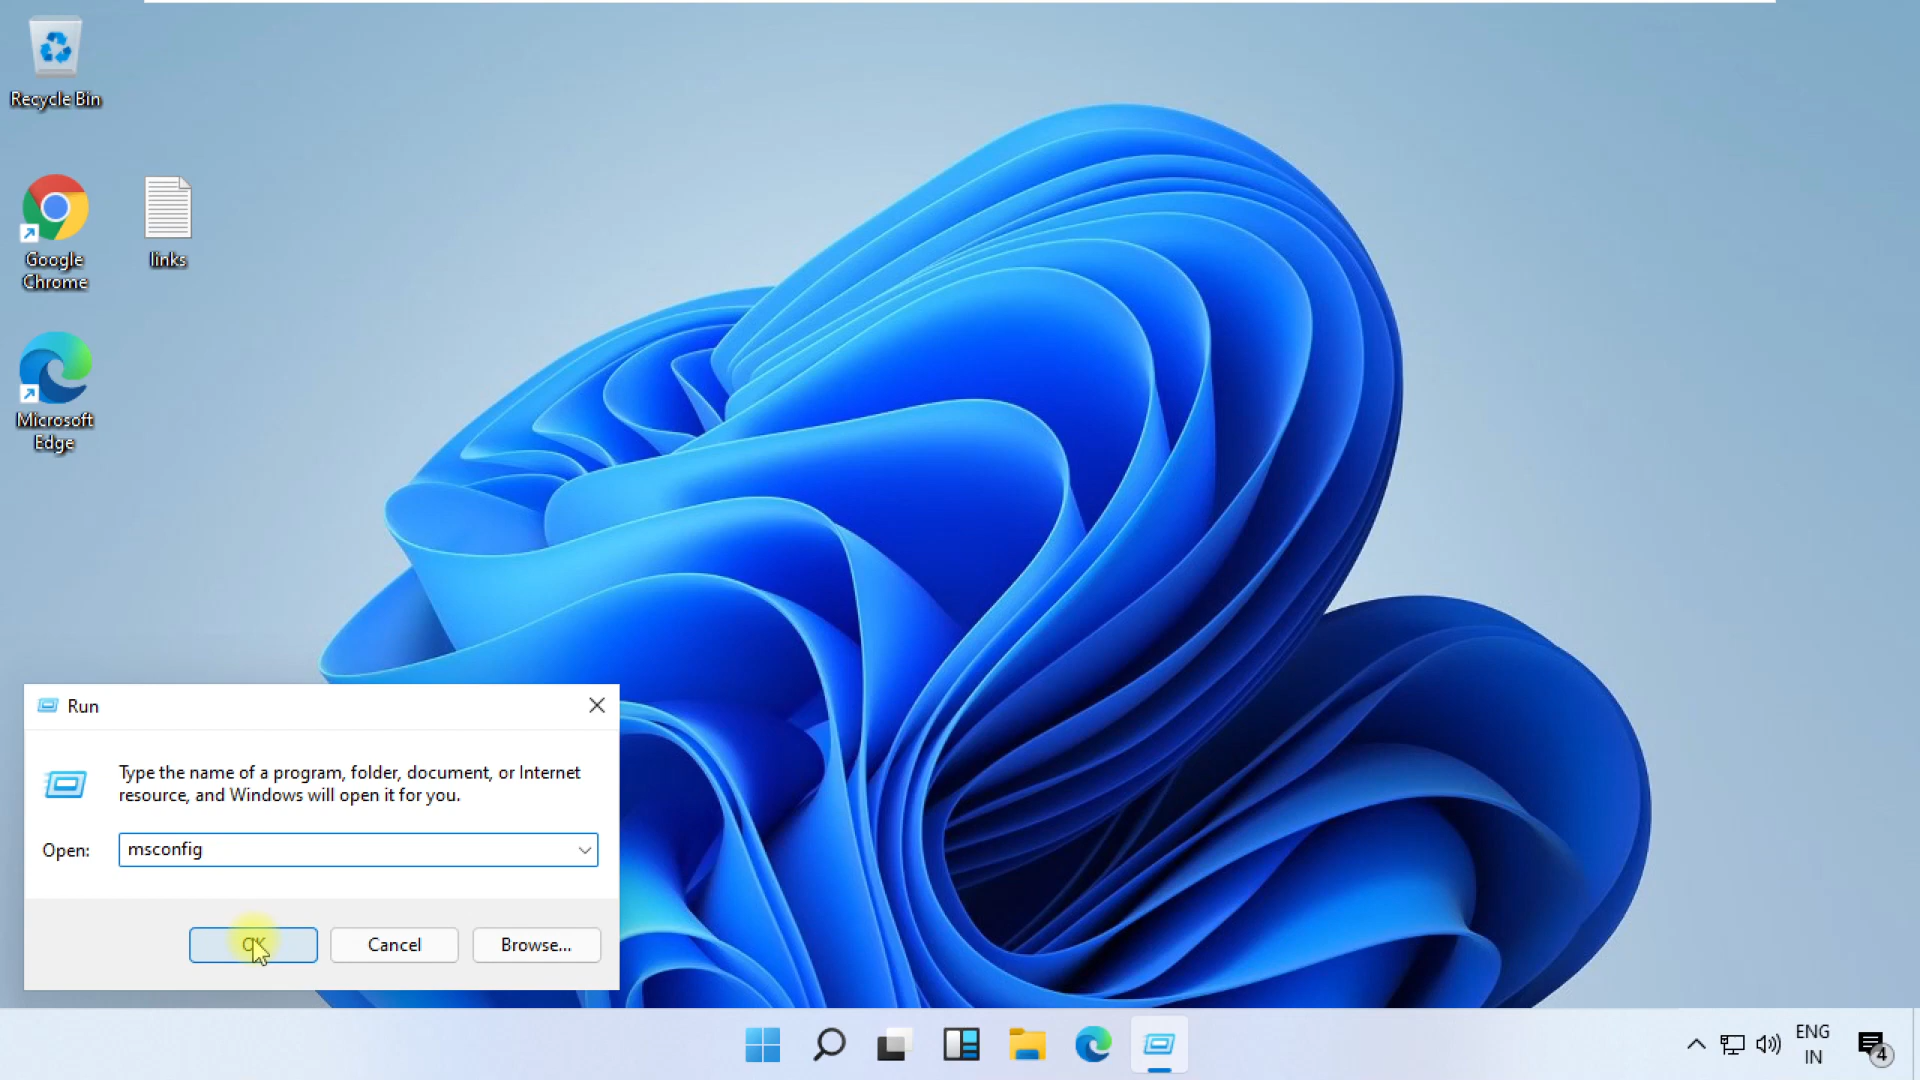 Recycle Bin
Google
Chrome
links
Microsoft
Edge
Run
Type the name of a program, folder, document, or Internet
resource, and Windows will open it for you.
Open:
msconfig
OK
Cancel
Browse...
ENG
IN
4